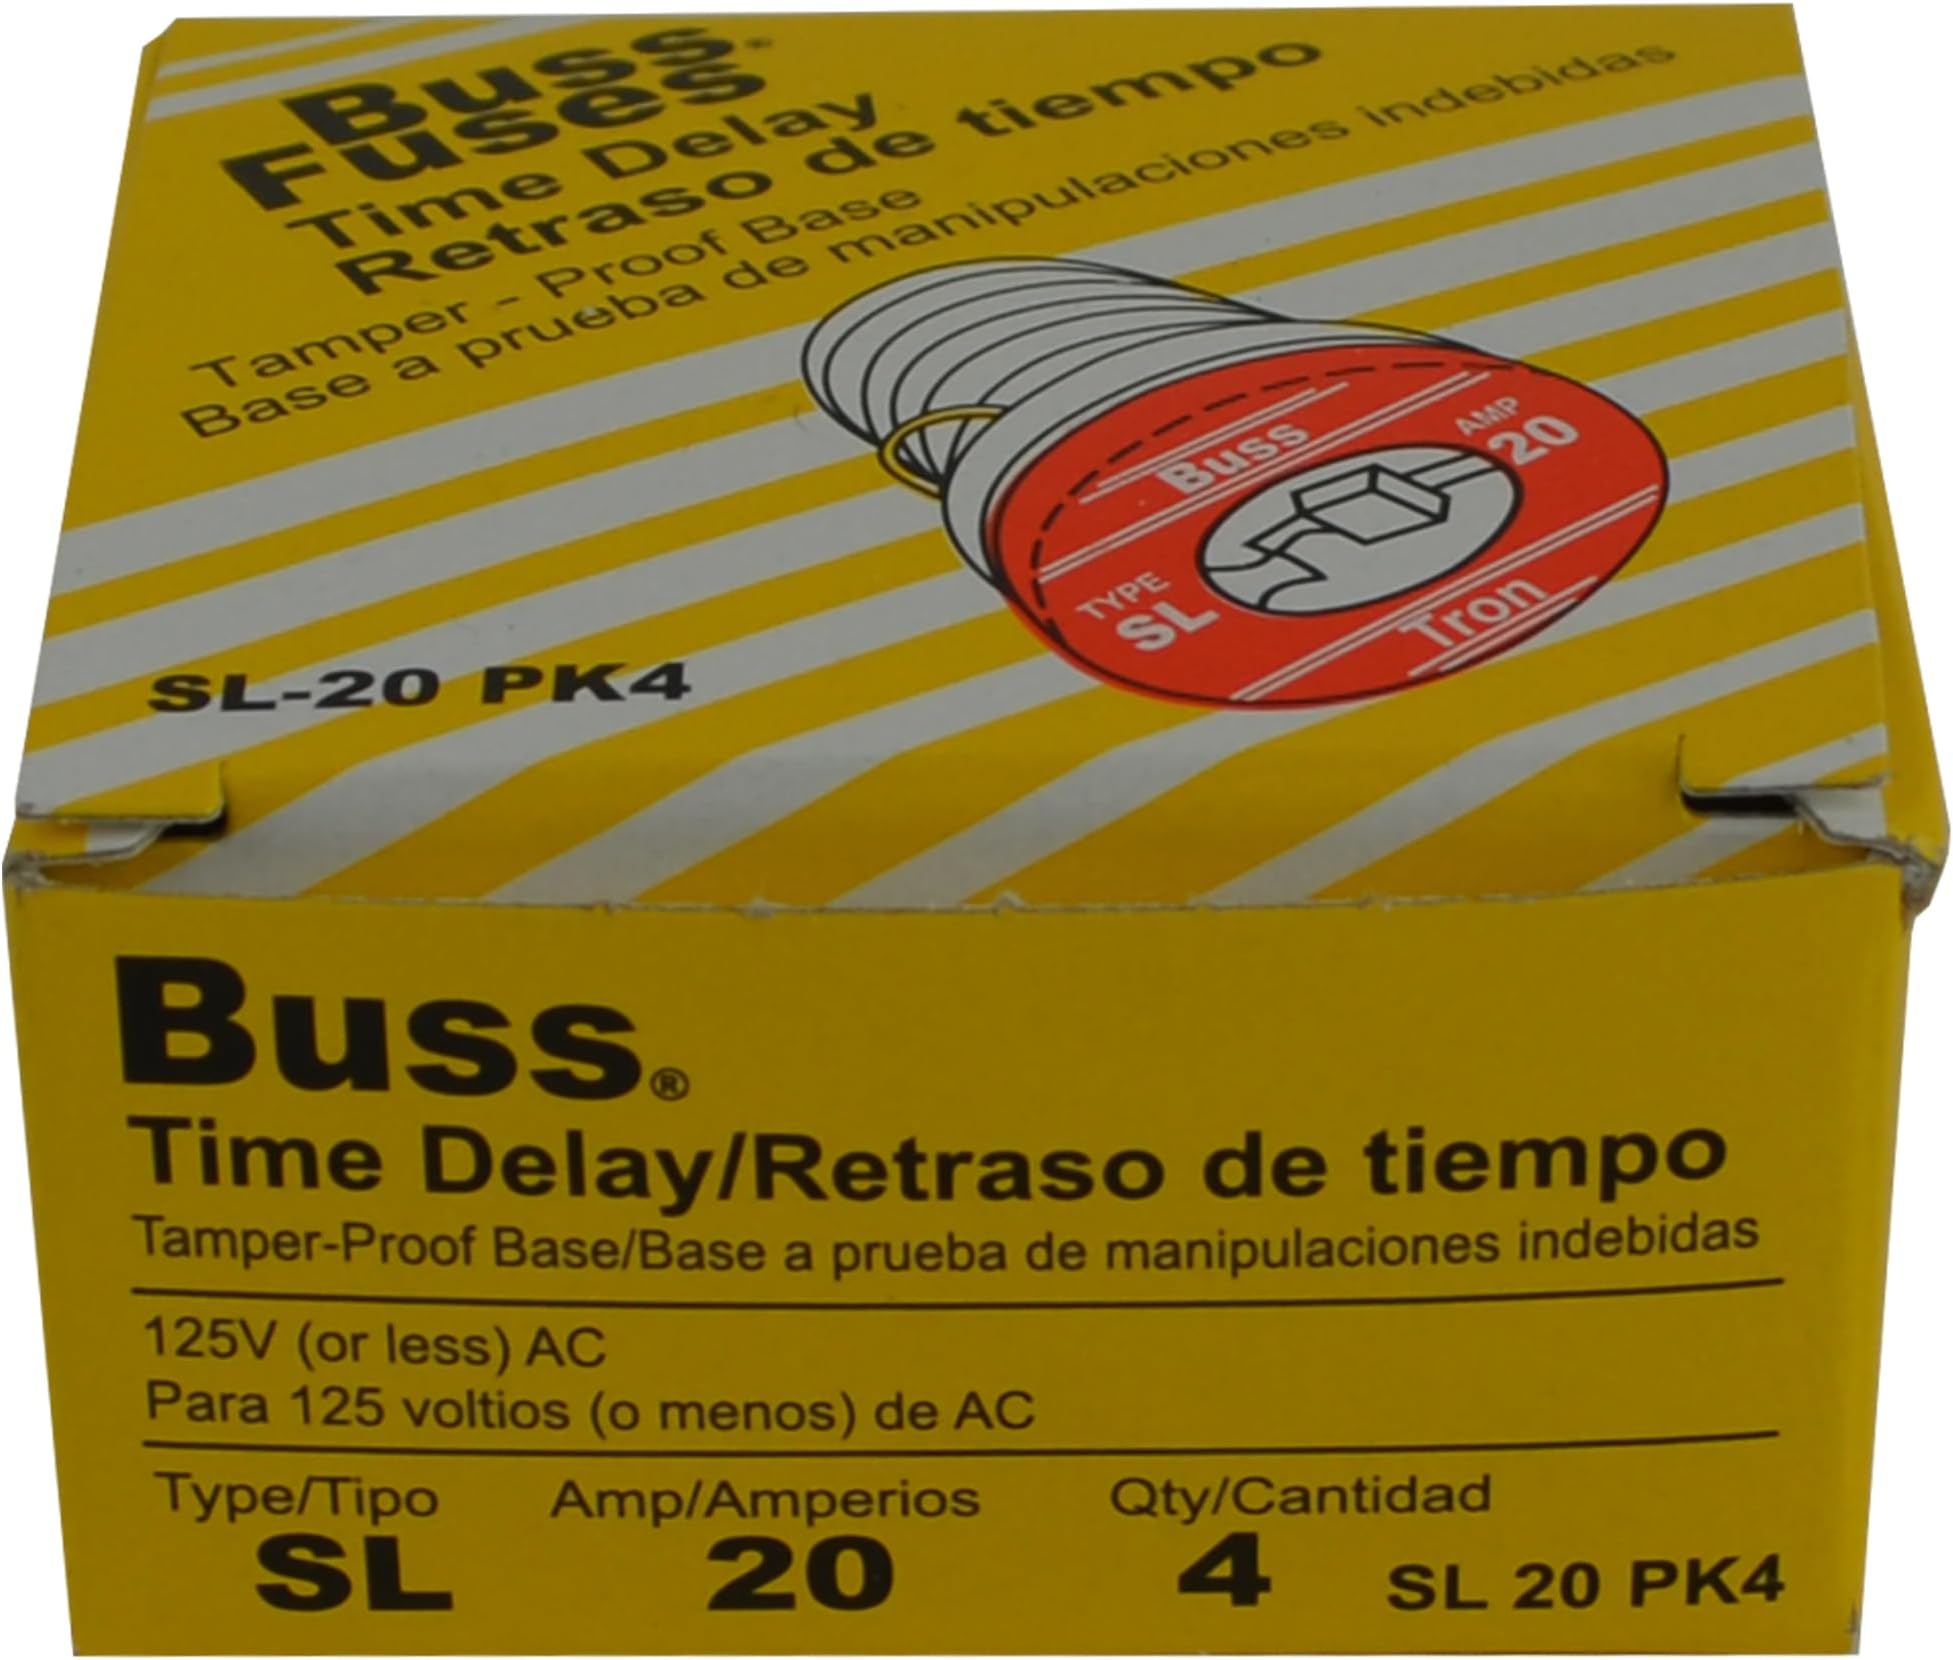 Buss
Fuses
Time Delay
Retraso de tiempo
Tamper - Proof Base
Base a prueba de manipulaciones indebidas
Buss
AMP
20
TYPE
SL
Tron
SL-20 PK4
Buss®
Time Delay/Retraso de tiempo
Tamper-Proof Base/Base a prueba de manipulaciones indebidas
125V (or less) AC
Para 125 voltios (o menos) de AC
Type/Tipo Amp/Amperios Qty/Cantidad
SL 20 4 SL 20 PK4